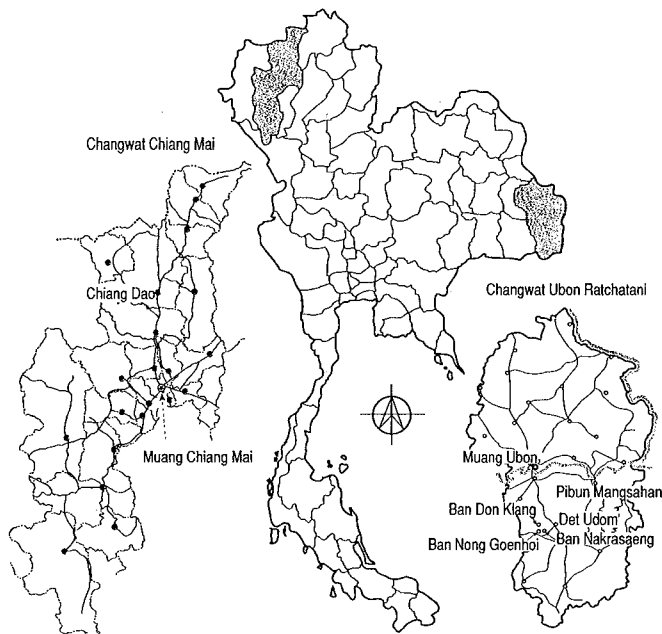 Changwat Chiang Mai
Chiang Dao
Muang Chiang Mai
Changwat Ubon Ratchatani
Muang Ubon
Pibun Mangsahan
Ban Don Klang
Det Udom
Ban Nong Goenhoi
Ban Nakrasaeng